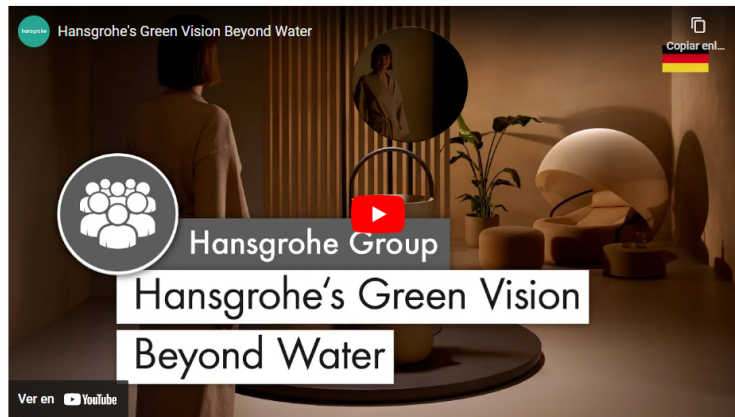 hansgrohe
Hansgrohe's Green Vision Beyond Water
Copiar enl...
Hansgrohe Group
Hansgrohe‘s Green Vision
Beyond Water
Ver en YouTube